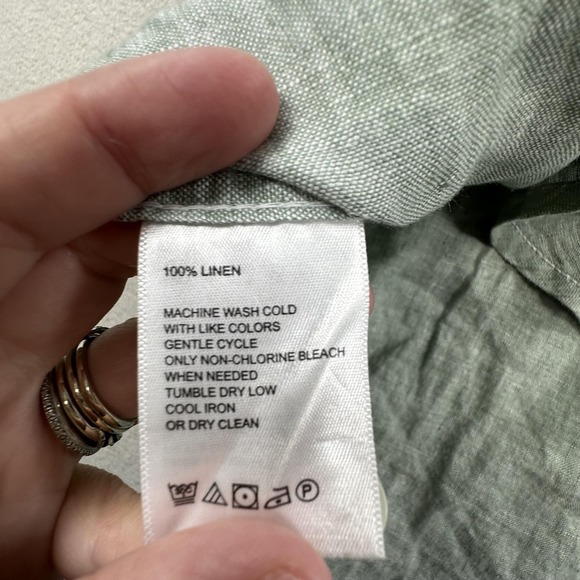 100% LINEN
MACHINE WASH COLD
WITH LIKE COLORS
GENTLE CYCLE
ONLY NON-CHLORINE BLEACH
WHEN NEEDED
TUMBLE DRY LOW
COOL IRON
OR DRY CLEAN
P